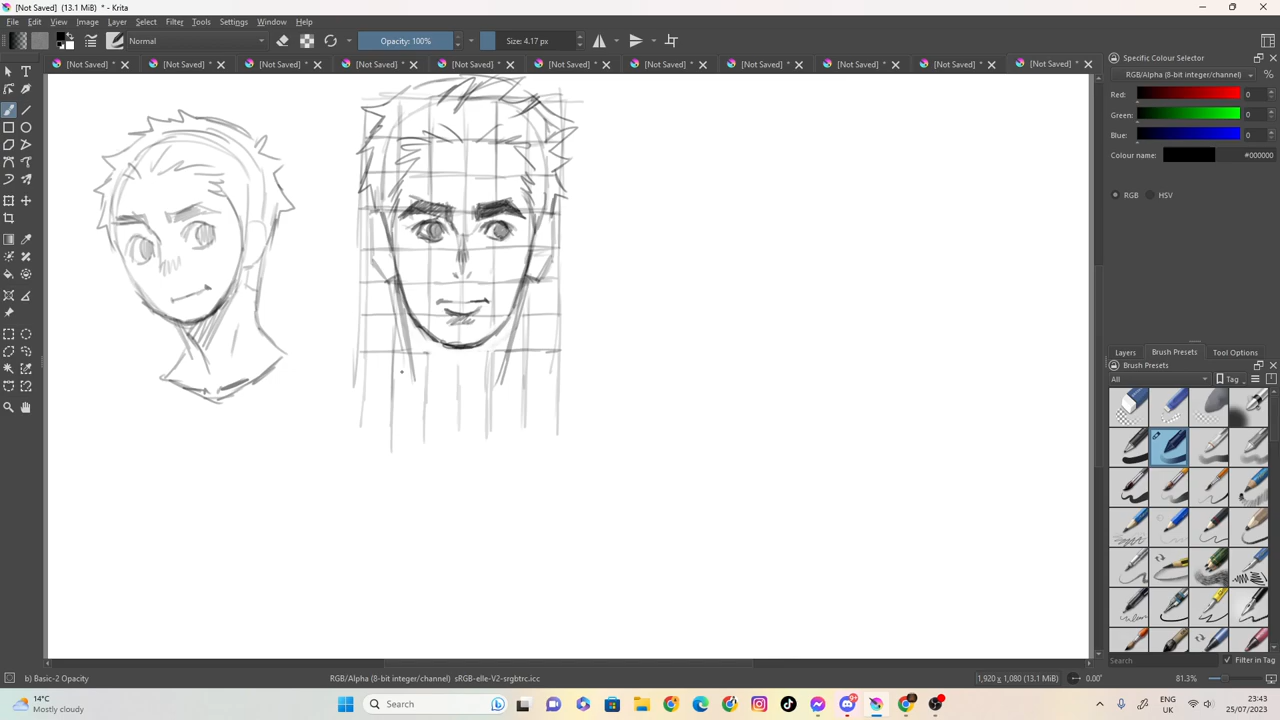 [Not Saved] (13.1 MiB) * - Krita
File Edit View Image Layer Select Filter Tools Settings Window Help
Normal Opacity: 100% Size: 4.17 px
[Not Saved] * [Not Saved] * [Not Saved] * [Not Saved] * [Not Saved] * [Not Saved] * [Not Saved] * [Not Saved] * [Not Saved] * [Not Saved] * [Not Saved] *
Specific Colour Selector
RGB/Alpha (8-bit integer/channel) %
Red: 0
Green: 0
Blue: 0
Colour name: #000000
RGB HSV
Layers Brush Presets Tool Options
Brush Presets
All Tag
Search Filter in Tag
b) Basic-2 Opacity RGB/Alpha (8-bit integer/channel) sRGB-elle-V2-srgbtrc.icc 1,920 x 1,080 (13.1 MiB) 0.00° 81.3%
14°C
Mostly cloudy
Search
ENG
UK
23:43
25/07/2023